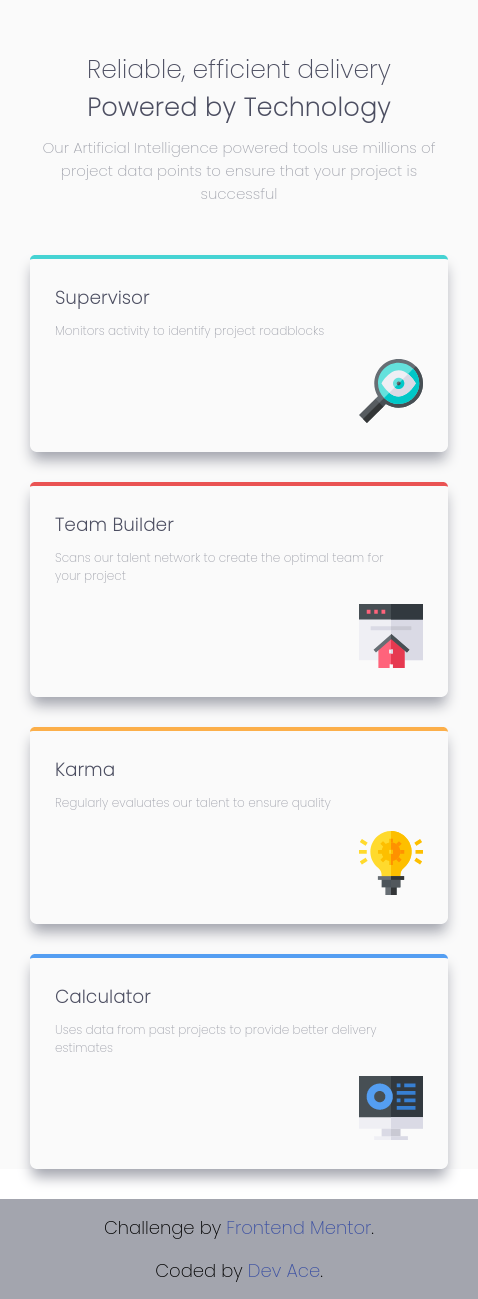 Reliable, efficient delivery
Powered by Technology
Our Artificial Intelligence powered tools use millions of
project data points to ensure that your project is
successful
Supervisor
Monitors activity to identify project roadblocks
Team Builder
Scans our talent network to create the optimal team for
your project
Karma
Regularly evaluates our talent to ensure quality
Calculator
Uses data from past projects to provide better delivery
estimates
Challenge by Frontend Mentor.
Coded by Dev Ace.